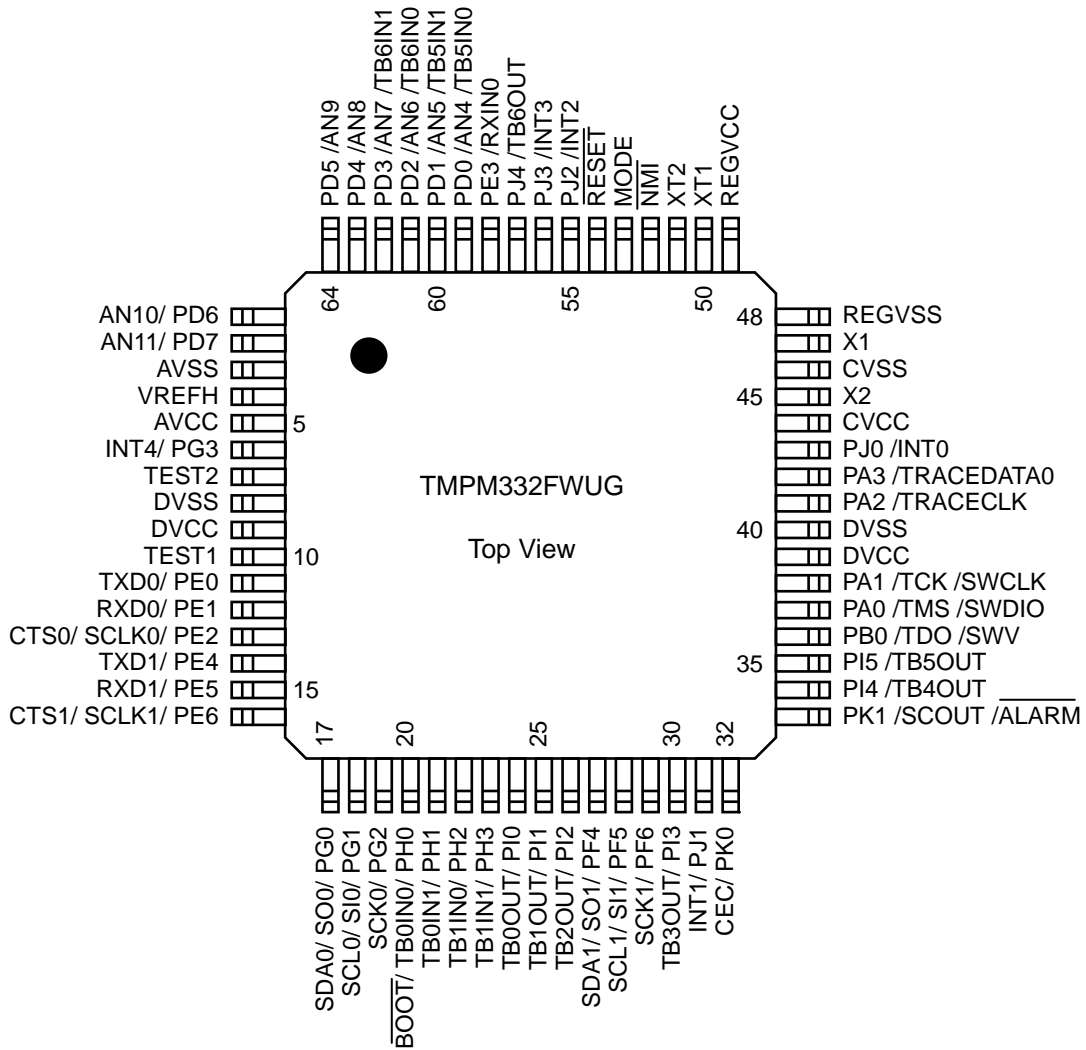 PD5 /AN9
PD4 /AN8
PD3 /AN7 /TB6IN1
PD2 /AN6 /TB6IN0
PD1 /AN5 /TB5IN1
PD0 /AN4 /TB5IN0
PE3 /RXIN0
PJ4 /TB6OUT
PJ3 /INT3
PJ2 /INT2
RESET
MODE
NMI
XT2
XT1
REGVCC
64
60
55
50
AN10/ PD6
AN11/ PD7
AVSS
VREFH
AVCC
INT4/ PG3
TEST2
DVSS
DVCC
TEST1
TXD0/ PE0
RXD0/ PE1
CTS0/ SCLK0/ PE2
TXD1/ PE4
RXD1/ PE5
CTS1/ SCLK1/ PE6
5
10
15
TMPM332FWUG
Top View
48
45
40
35
REGVSS
X1
CVSS
X2
CVCC
PJ0 /INT0
PA3 /TRACEDATA0
PA2 /TRACECLK
DVSS
DVCC
PA1 /TCK /SWCLK
PA0 /TMS /SWDIO
PB0 /TDO /SWV
PI5 /TB5OUT
PI4 /TB4OUT
PK1 /SCOUT /ALARM
17
20
25
30
32
SDA0/ SO0/ PG0
SCL0/ SI0/ PG1
SCK0/ PG2
BOOT/ TB0IN0/ PH0
TB0IN1/ PH1
TB1IN0/ PH2
TB1IN1/ PH3
TB0OUT/ PI0
TB1OUT/ PI1
TB2OUT/ PI2
SDA1/ SO1/ PF4
SCL1/ SI1/ PF5
SCK1/ PF6
TB3OUT/ PI3
INT1/ PJ1
CEC/ PK0